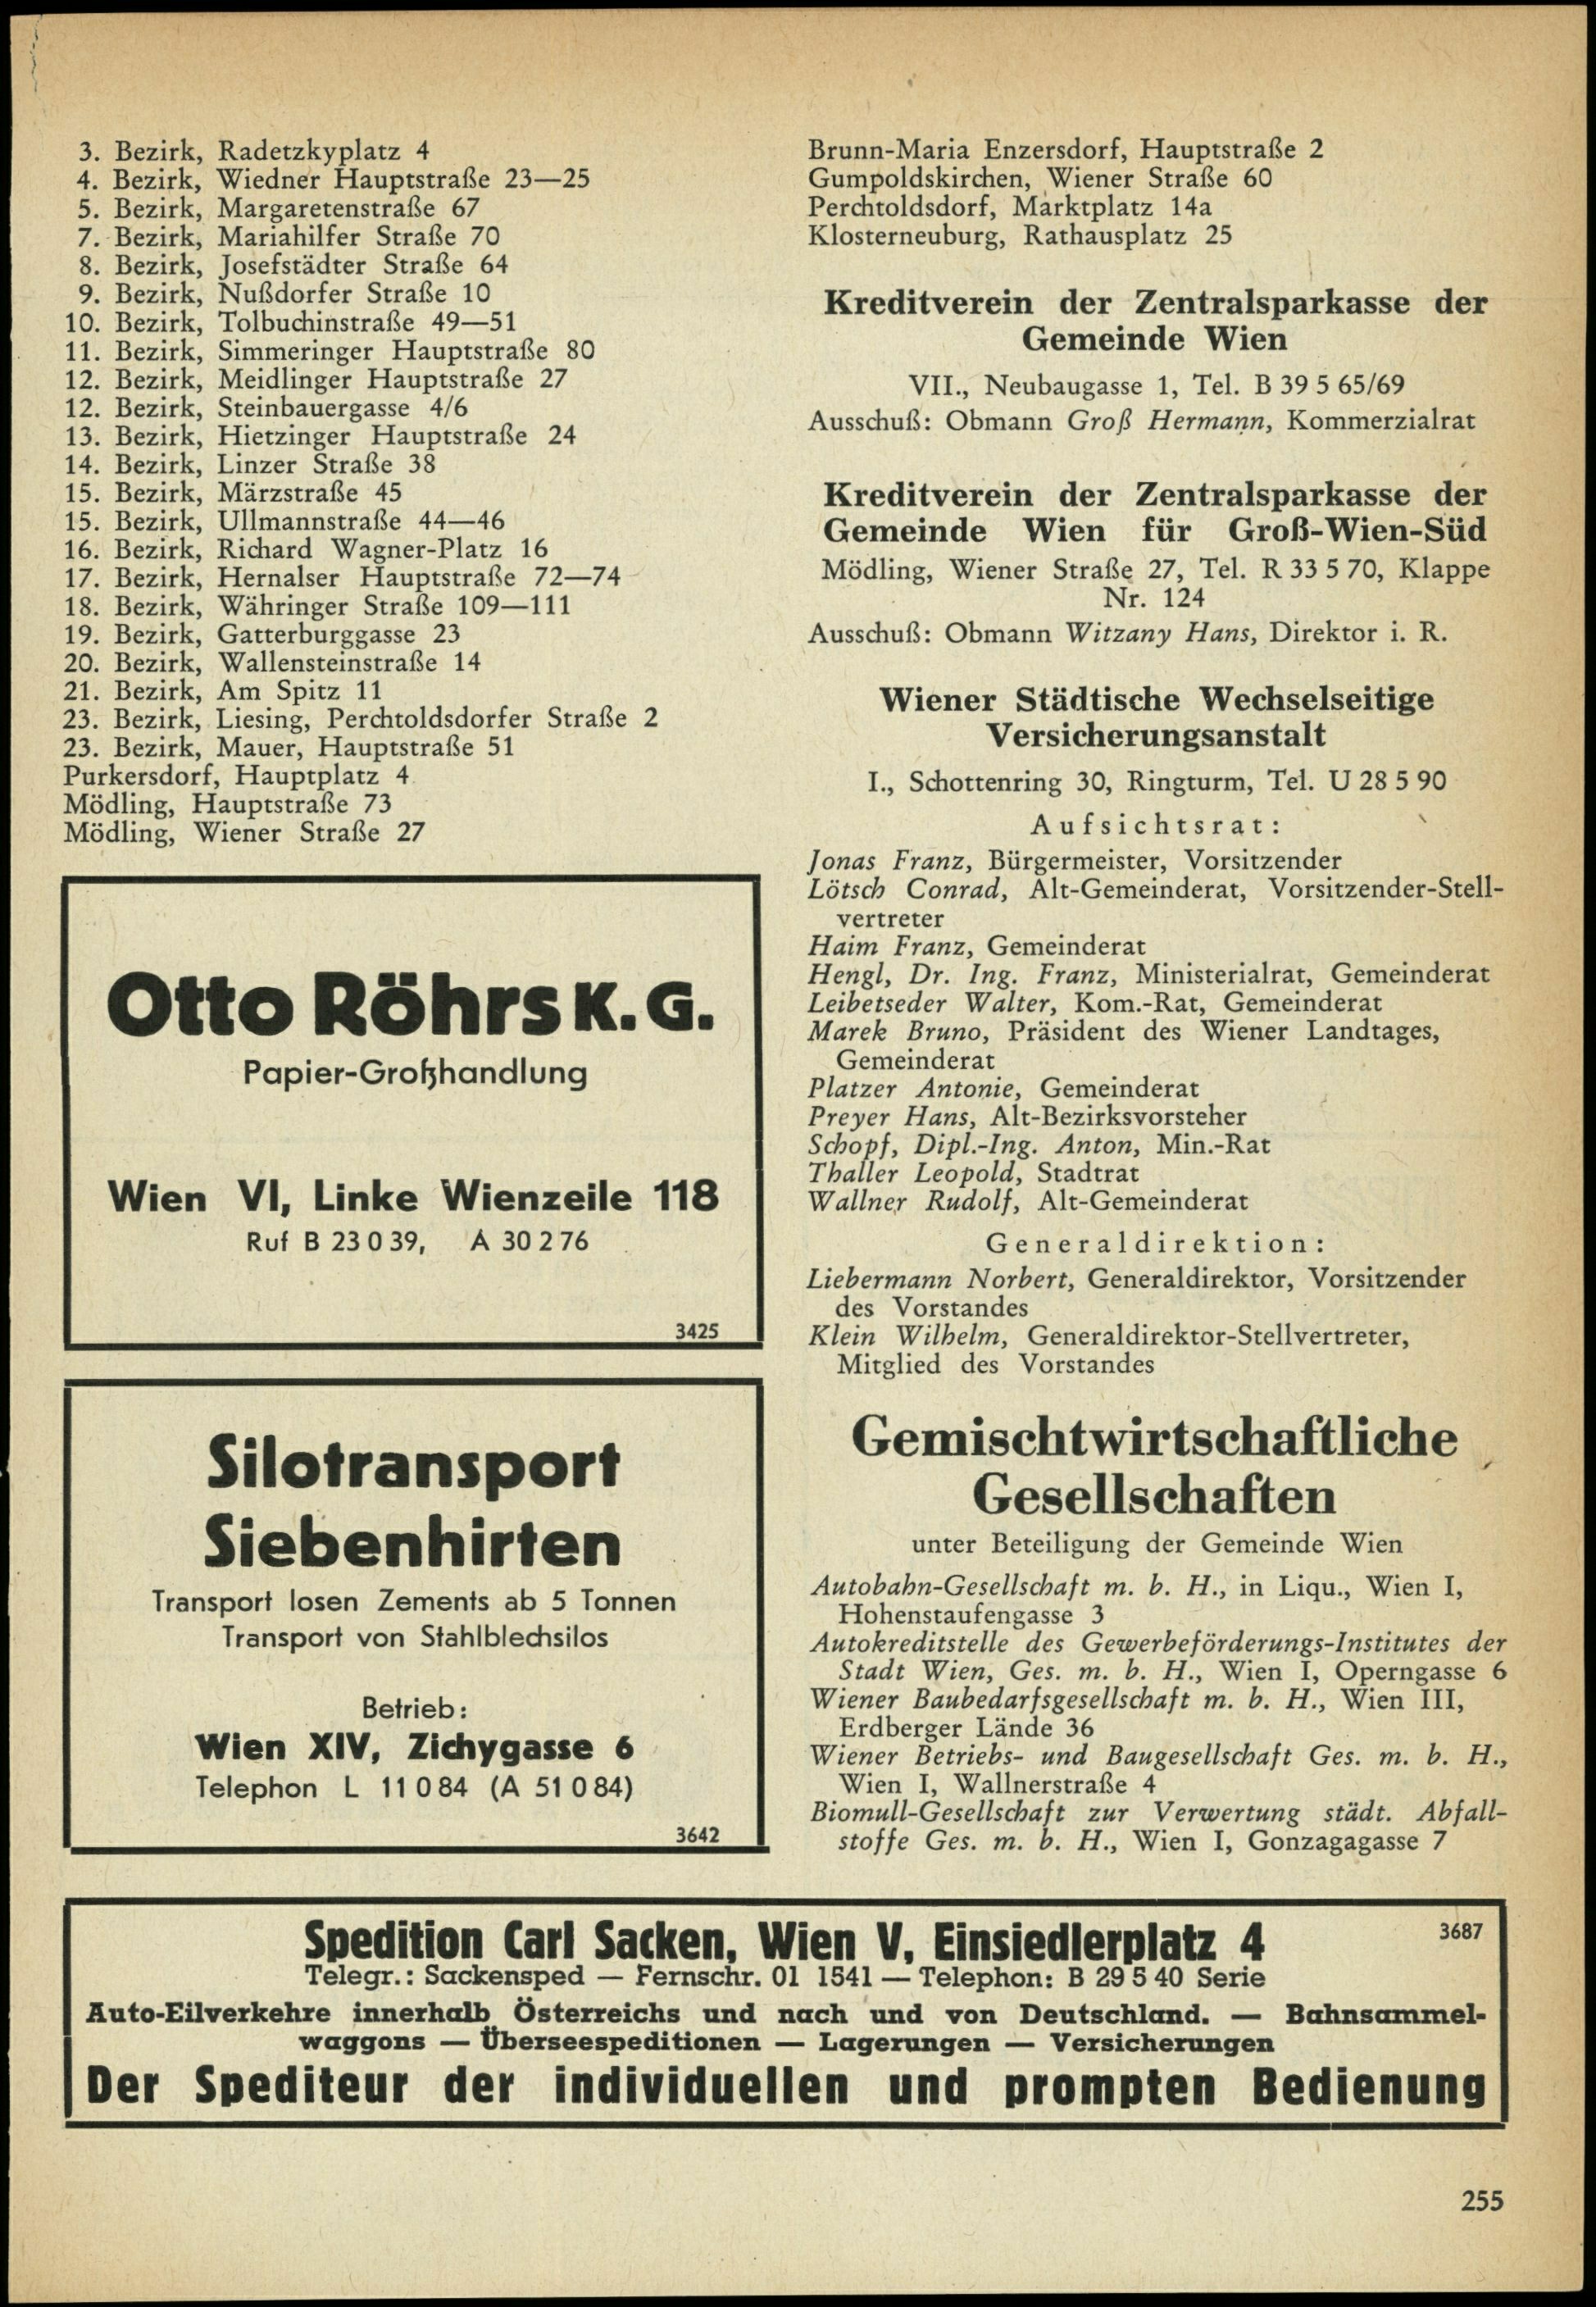 3. Bezirk, Radetzkyplatz 4
4. Bezirk, Wiedner Hauptstraße 23—25
5. Bezirk, Margaretenstraße 67
7. Bezirk, Mariahilfer Straße 70
8. Bezirk, Josefstädter Straße 64
9. Bezirk, Nußdorfer Straße 10
10. Bezirk, Tolbuchinstraße 49—51
11. Bezirk, Simmeringer Hauptstraße 80
12. Bezirk, Meidlinger Hauptstraße 27
12. Bezirk, Steinbauergasse 4/6
13. Bezirk, Hietzinger Hauptstraße 24
14. Bezirk, Linzer Straße 38
15. Bezirk, Märzstraße 45
15. Bezirk, Ullmannstraße 44—46
16. Bezirk, Richard Wagner-Platz 16
17. Bezirk, Hernalser Hauptstraße 72—74
18. Bezirk, Währinger Straße 109—111
19. Bezirk, Gatterburggasse 23
20. Bezirk, Wallensteinstraße 14
21. Bezirk, Am Spitz 11
23. Bezirk, Liesing, Perchtoldsdorfer Straße 2
23. Bezirk, Mauer, Hauptstraße 51
Purkersdorf, Hauptplatz 4
Mödling, Hauptstraße 73
Mödling, Wiener Straße 27
Otto Röhrs K. G.
Papier-Großhandlung
Wien VI, Linke Wienzeile 118
Ruf B 23 0 39, A 30 2 76
3425
Silotransport
Siebenhirten
Transport losen Zements ab 5 Tonnen
Transport von Stahlblechsilos
Betrieb:
Wien XIV, Zichygasse 6
Telephon L 11 0 84 (A 51 0 84)
3642
Brunn-Maria Enzersdorf, Hauptstraße 2
Gumpoldskirchen, Wiener Straße 60
Perchtoldsdorf, Marktplatz 14a
Klosterneuburg, Rathausplatz 25
Kreditverein der Zentralsparkasse der
Gemeinde Wien
VII., Neubaugasse 1, Tel. B 39 5 65/69
Ausschuß: Obmann Groß Hermann, Kommerzialrat
Kreditverein der Zentralsparkasse der
Gemeinde Wien für Groß-Wien-Süd
Mödling, Wiener Straße 27, Tel. R 33 5 70, Klappe
Nr. 124
Ausschuß: Obmann Witzany Hans, Direktor i. R.
Wiener Städtische Wechselseitige
Versicherungsanstalt
I., Schottenring 30, Ringturm, Tel. U 28 5 90
Aufsichtsrat:
Jonas Franz, Bürgermeister, Vorsitzender
Lötsch Conrad, Alt-Gemeinderat, Vorsitzender-Stell-
vertreter
Haim Franz, Gemeinderat
Hengl, Dr. Ing. Franz, Ministerialrat, Gemeinderat
Leibetseder Walter, Kom.-Rat, Gemeinderat
Marek Bruno, Präsident des Wiener Landtages,
Gemeinderat
Platzer Antonie, Gemeinderat
Preyer Hans, Alt-Bezirksvorsteher
Schopf, Dipl.-Ing. Anton, Min.-Rat
Thaller Leopold, Stadtrat
Wallner Rudolf, Alt-Gemeinderat
Generaldirektion:
Liebermann Norbert, Generaldirektor, Vorsitzender
des Vorstandes
Klein Wilhelm, Generaldirektor-Stellvertreter,
Mitglied des Vorstandes
Gemischtwirtschaftliche
Gesellschaften
unter Beteiligung der Gemeinde Wien
Autobahn-Gesellschaft m. b. H., in Liqu., Wien I,
Hohenstaufengasse 3
Autokreditstelle des Gewerbeförderungs-Institutes der
Stadt Wien, Ges. m. b. H., Wien I, Operngasse 6
Wiener Baubedarfsgesellschaft m. b. H., Wien III,
Erdberger Lände 36
Wiener Betriebs- und Baugesellschaft Ges. m. b. H.,
Wien I, Wallnerstraße 4
Biomull-Gesellschaft zur Verwertung städt. Abfall-
stoffe Ges. m. b. H., Wien I, Gonzagagasse 7
Spedition Carl Sacken, Wien V, Einsiedlerplatz 4
3687
Telegr.: Sackensped — Fernschr. 01 1541 — Telephon: B 29 5 40 Serie
Auto-Eilverkehre innerhalb Österreichs und nach und von Deutschland. — Bahnsammel-
waggons — Überseespeditionen — Lagerungen — Versicherungen
Der Spediteur der individuellen und prompten Bedienung
255